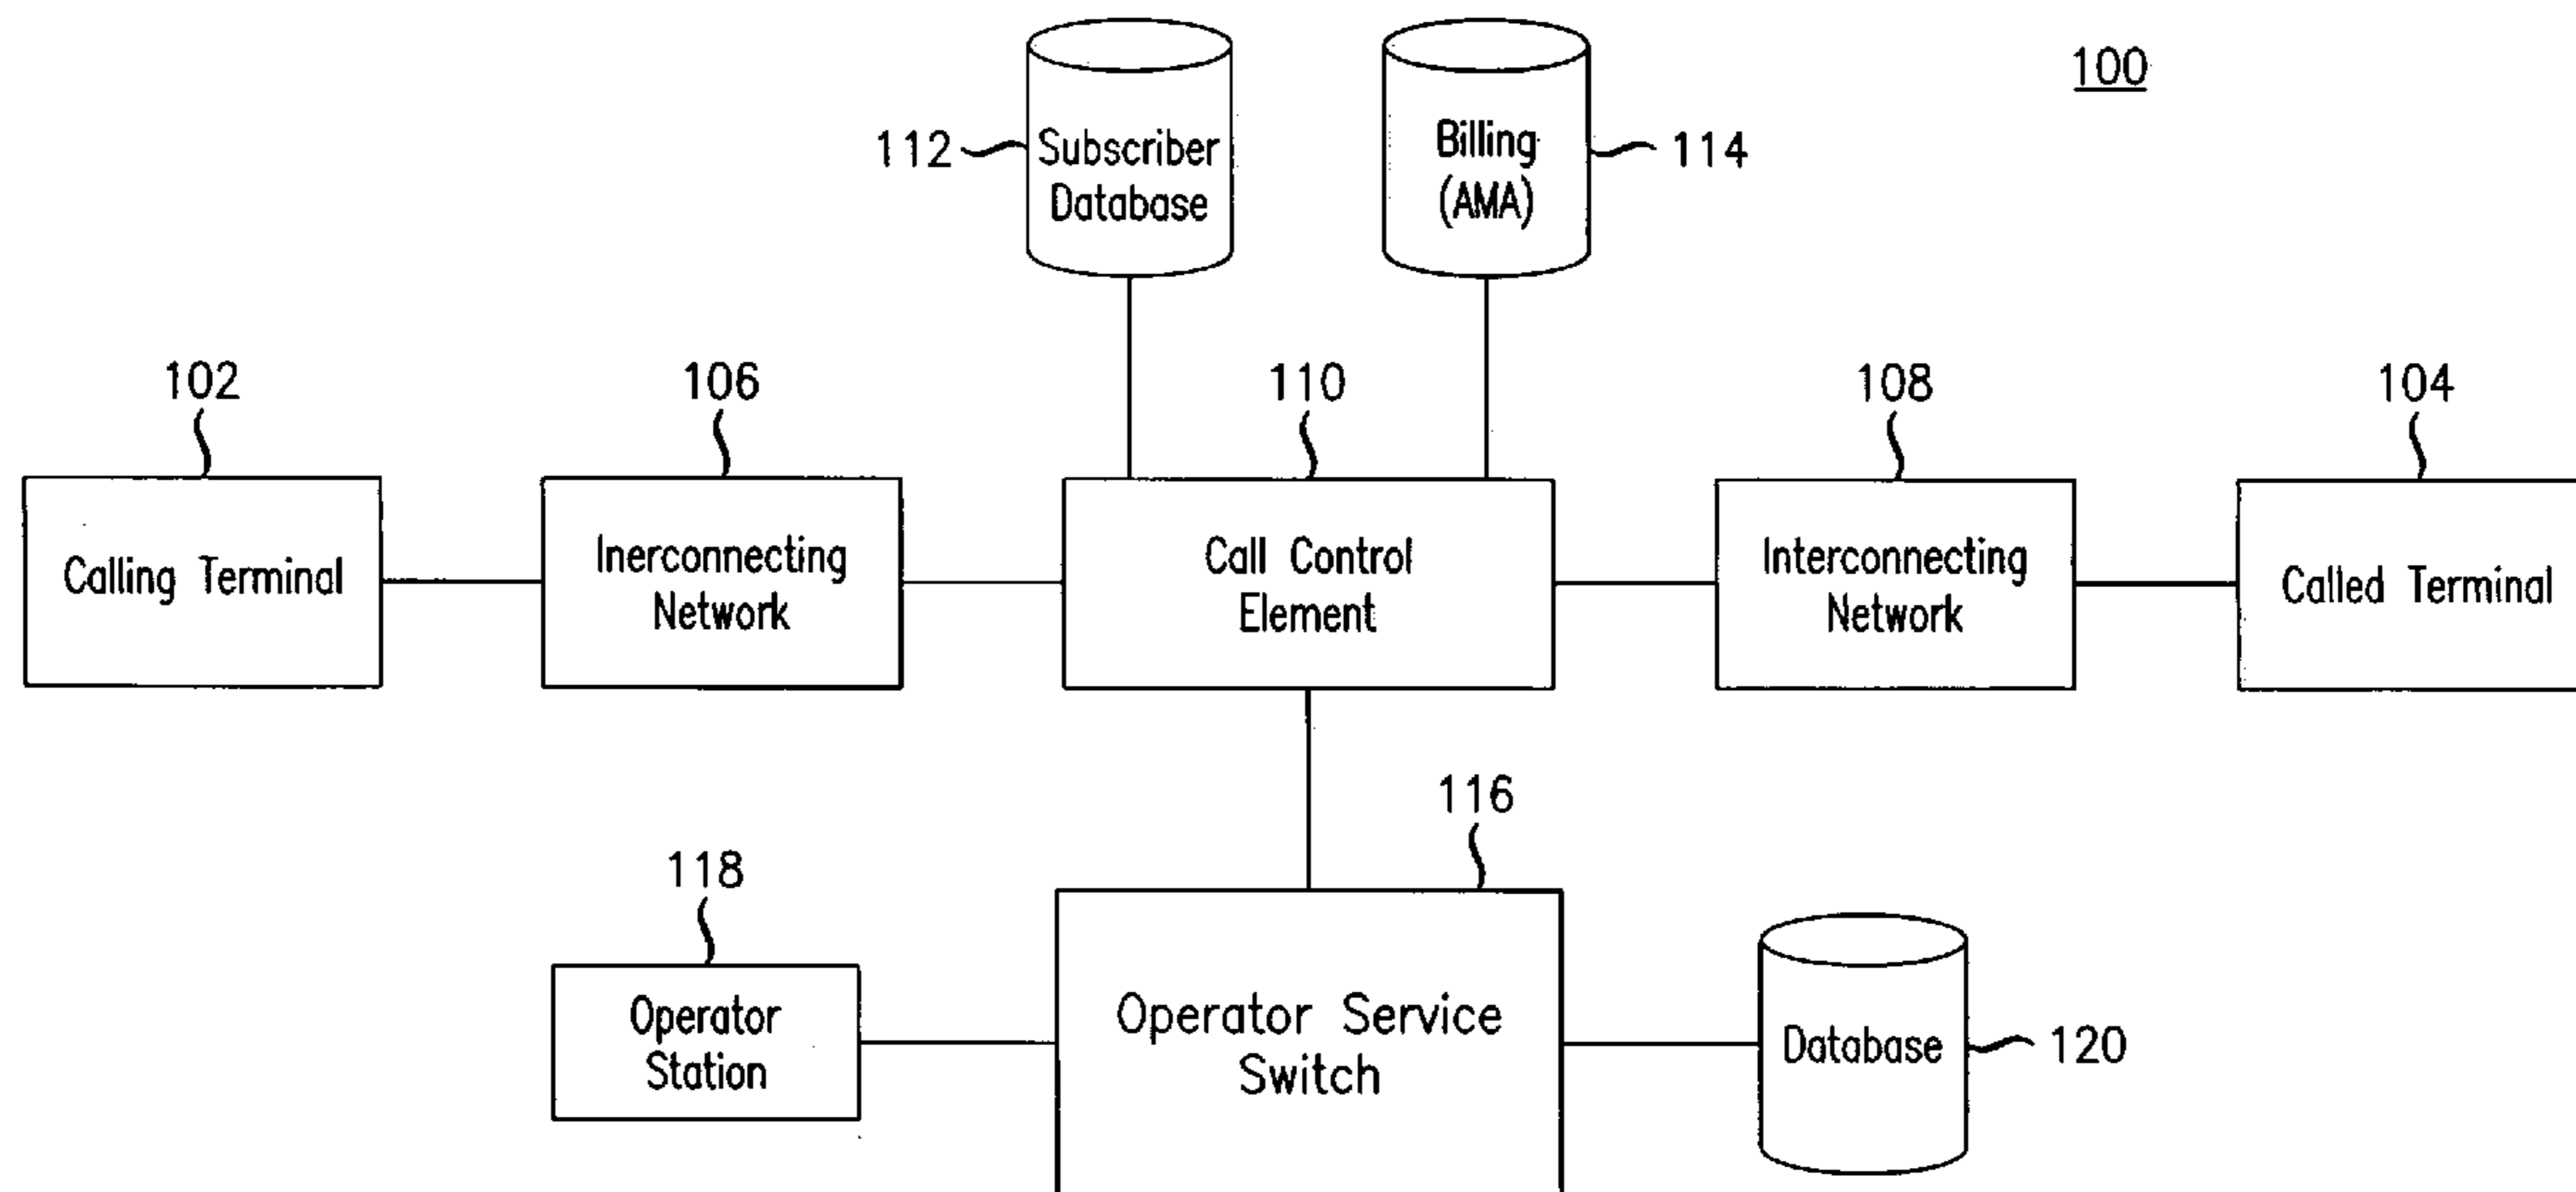 100
112
Subscriber
Database
Billing
(AMA)
114
102
106
110
108
104
Calling Terminal
Inerconnecting
Network
Call Control
Element
Interconnecting
Network
Called Terminal
116
118
Operator
Station
Operator Service
Switch
Database
120